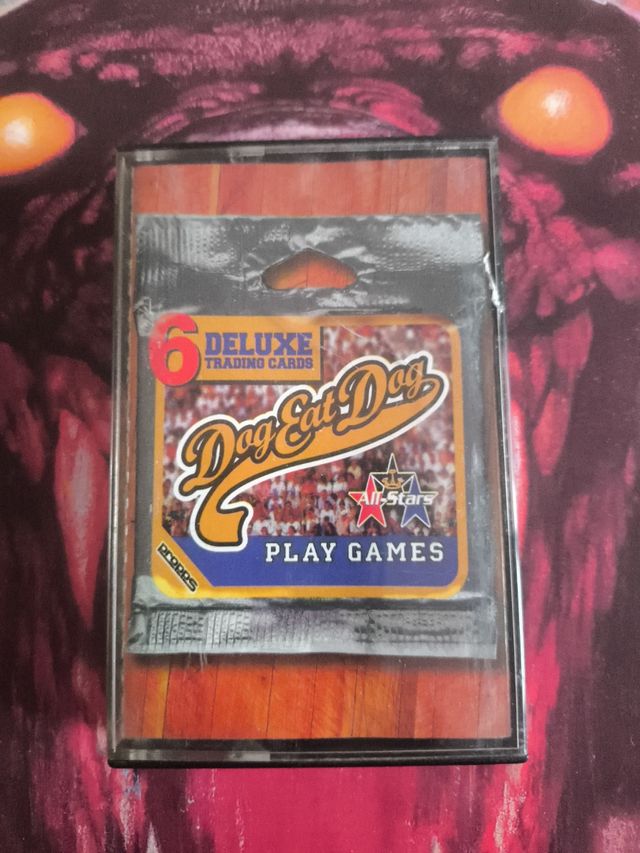 6 DELUXE
TRADING CARDS
Dog Eat Dog
All-Stars
PLAY GAMES